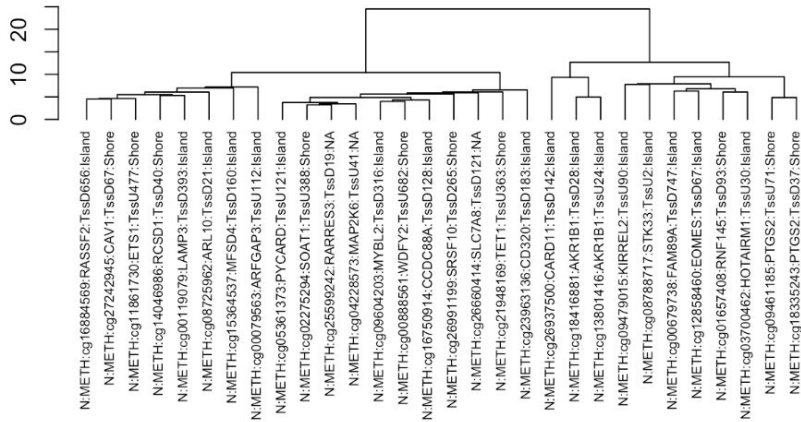 20
10
0
N:METH:cg16884569:RASSF2:TssD656:Island
N:METH:cg27242945:CAV1:TssD67:Shore
N:METH:cg11861730:ETS1:TssU477:Shore
N:METH:cg14046986:RCSD1:TssD40:Shore
N:METH:cg00119079:LAMP3:TssD393:Island
N:METH:cg08725962:ARL10:TssD21:Island
N:METH:cg15364537:MFSD4:TssD160:Island
N:METH:cg00079563:ARFGAP3:TssU112:Island
N:METH:cg05361373:PYCARD:TssU121:Island
N:METH:cg02275294:SOAT1:TssU388:Shore
N:METH:cg25599242:RARRES3:TssD19:NA
N:METH:cg04228573:MAP2K6:TssU41:NA
N:METH:cg09604203:MYBL2:TssD316:Island
N:METH:cg00888561:WDFY2:TssU682:Shore
N:METH:cg16750914:CCDC88A:TssD128:Island
N:METH:cg26991199:SRSF10:TssD265:Shore
N:METH:cg26660414:SLC7A8:TssD121:NA
N:METH:cg21948169:TET1:TssU363:Shore
N:METH:cg23963136:CD320:TssD183:Island
N:METH:cg26937500:CARD11:TssD142:Island
N:METH:cg18416881:AKR1B1:TssD28:Island
N:METH:cg13801416:AKR1B1:TssU24:Island
N:METH:cg09479015:KIRREL2:TssU90:Island
N:METH:cg08788717:STK33:TssU2:Island
N:METH:cg00679738:FAM89A:TssD747:Island
N:METH:cg12858460:EOMES:TssD67:Island
N:METH:cg01657408:RNF145:TssD93:Shore
N:METH:cg03700462:HOTAIRM1:TssU30:Island
N:METH:cg09461185:PTGS2:TssU71:Shore
N:METH:cg18335243:PTGS2:TssD37:Shore